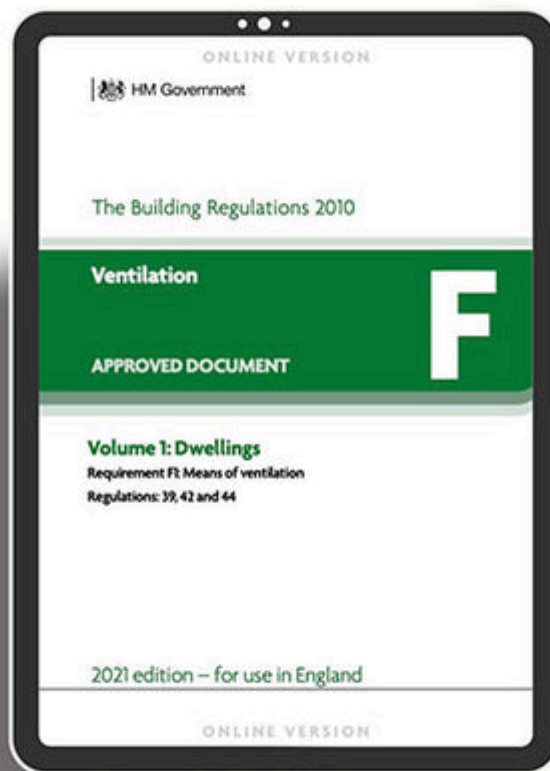 ONLINE VERSION
HM Government
The Building Regulations 2010
Ventilation
F
APPROVED DOCUMENT
Volume 1: Dwellings
Requirement F1: Means of ventilation
Regulations: 39, 42 and 44
2021 edition – for use in England
ONLINE VERSION